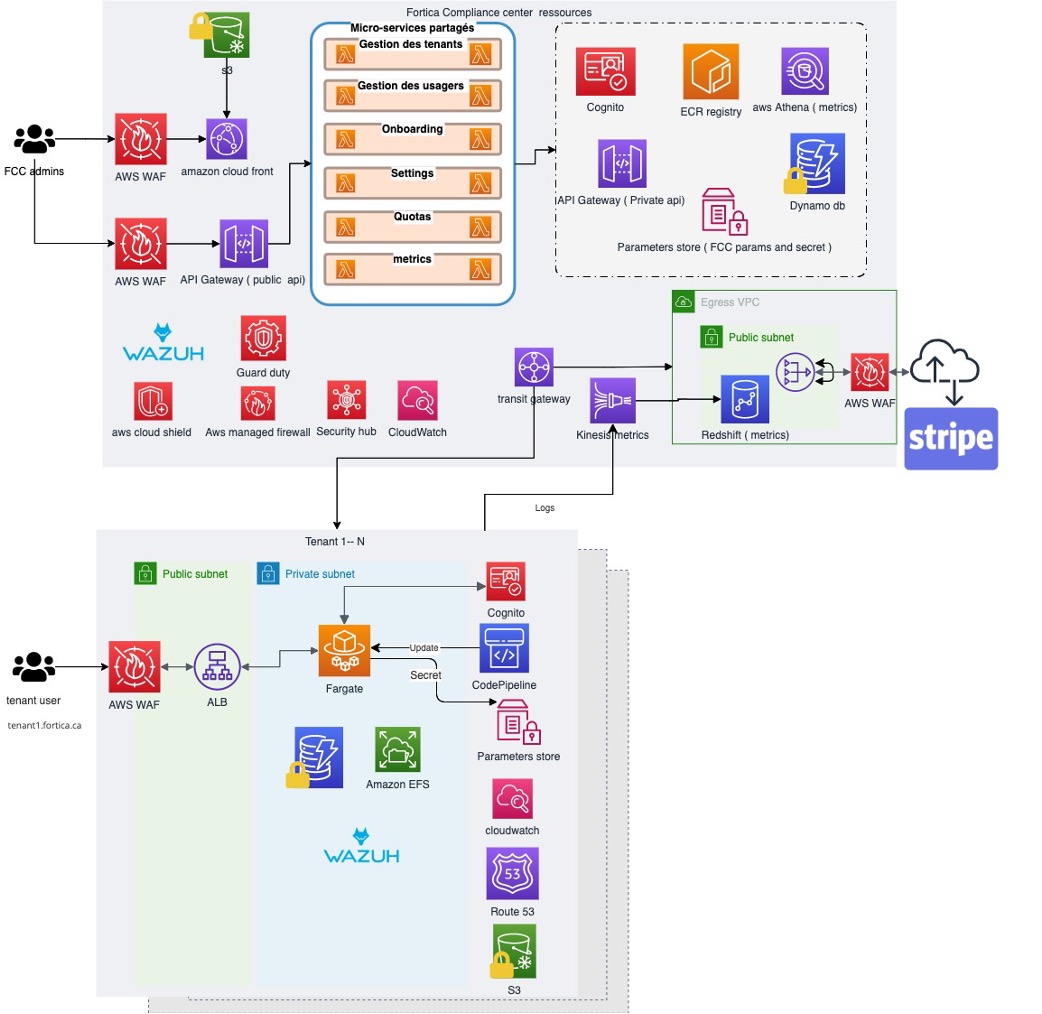 Fortica Compliance center ressources
s3
FCC admins
AWS WAF
amazon cloud front
AWS WAF
API Gateway ( public api)
Micro-services partagés
Gestion des tenants
Gestion des usagers
Onboarding
Settings
Quotas
metrics
Cognito
ECR registry
aws Athena ( metrics)
API Gateway ( Private api)
Dynamo db
Parameters store ( FCC params and secret )
WAZUH
Guard duty
aws cloud shield
Aws managed firewall
Security hub
CloudWatch
transit gateway
Kinesis metrics
Egress VPC
Public subnet
Redshift ( metrics)
AWS WAF
stripe
Logs
Tenant 1-- N
Public subnet
Private subnet
Cognito
Update
Secret
CodePipeline
Fargate
tenant user
tenant1.fortica.ca
AWS WAF
ALB
Parameters store
Amazon EFS
cloudwatch
WAZUH
53
Route 53
S3